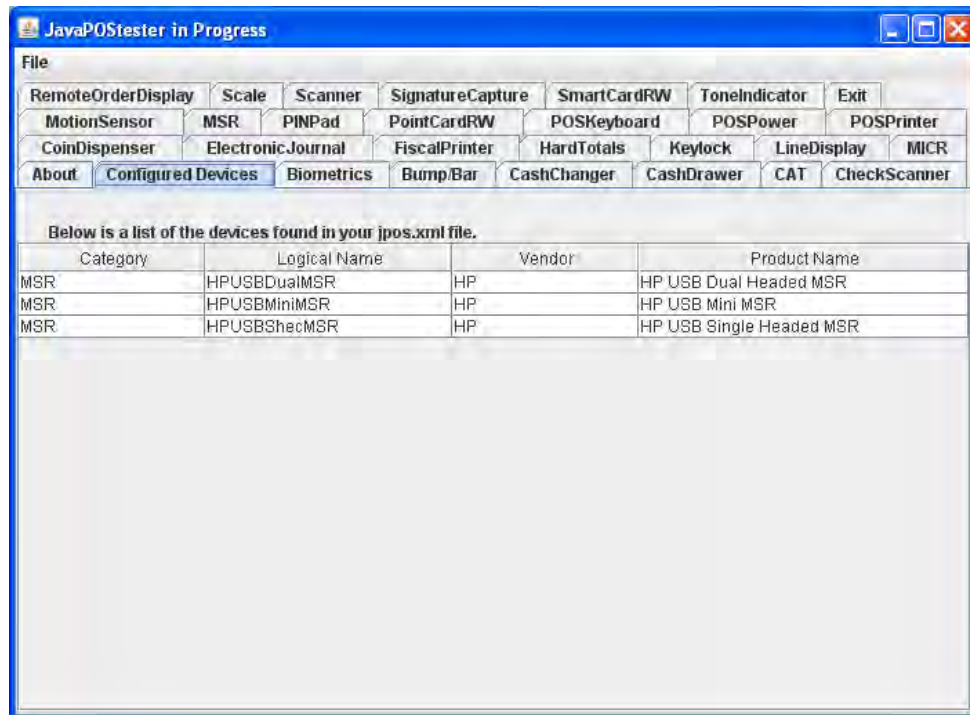 JavaPOStester in Progress
File
RemoteOrderDisplay Scale Scanner SignatureCapture SmartCardRW ToneIndicator Exit
MotionSensor MSR PINPad PointCardRW POSKeyboard POSPower POSPrinter
CoinDispenser ElectronicJournal FiscalPrinter HardTotals Keylock LineDisplay MICR
About Configured Devices Biometrics Bump/Bar CashChanger CashDrawer CAT CheckScanner
Below is a list of the devices found in your jpos.xml file.
Category Logical Name Vendor Product Name
MSR HPUSBDualMSR HP HP USB Dual Headed MSR
MSR HPUSBMiniMSR HP HP USB Mini MSR
MSR HPUSBShecMSR HP HP USB Single Headed MSR